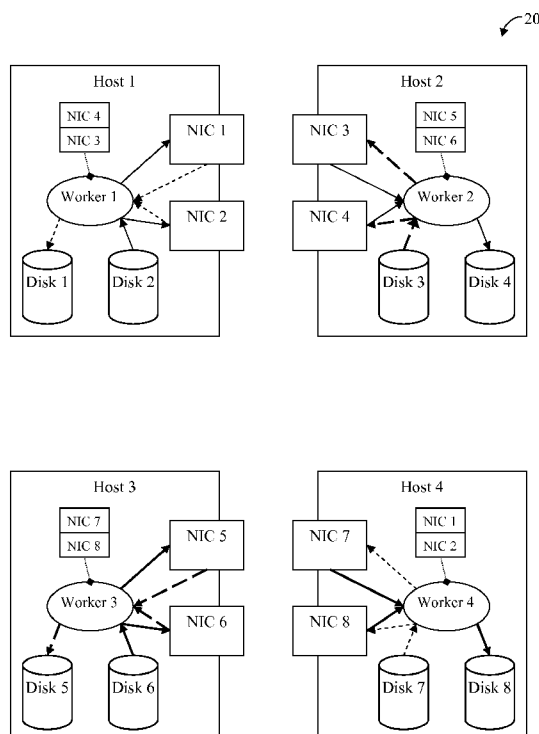 20
Host 1
NIC 4
NIC 3
NIC 1
Worker 1
NIC 2
Disk 1
Disk 2
Host 2
NIC 3
NIC 5
NIC 6
Worker 2
NIC 4
Disk 3
Disk 4
Host 3
NIC 7
NIC 8
NIC 5
Worker 3
NIC 6
Disk 5
Disk 6
Host 4
NIC 7
NIC 1
NIC 2
Worker 4
NIC 8
Disk 7
Disk 8